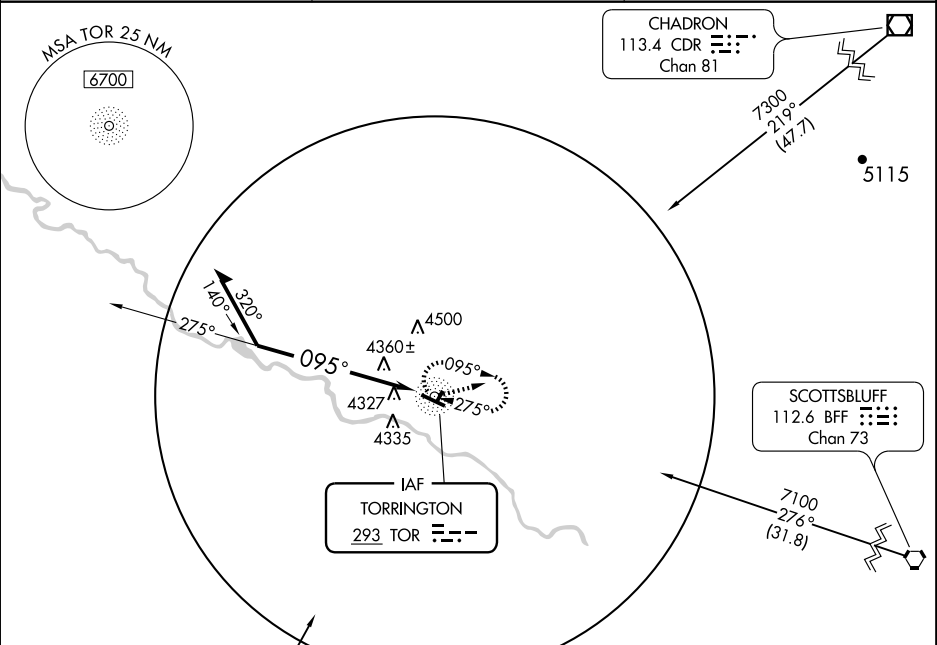 MSA TOR 25 NM
6700
CHADRON
113.4 CDR
Chan 81
7300
219°
(47.7)
5115
320°
140°
275°
095°
4500
4360±
4327
4335
095°
275°
IAF
TORRINGTON
293 TOR
SCOTTSBLUFF
112.6 BFF
Chan 73
7100
276°
(31.8)